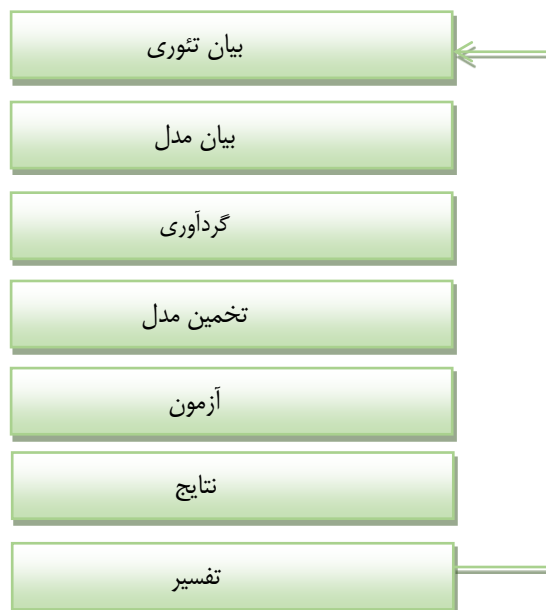 بیان تئوری
بیان مدل
گردآوری
تخمین مدل
آزمون
نتایج
تفسیر